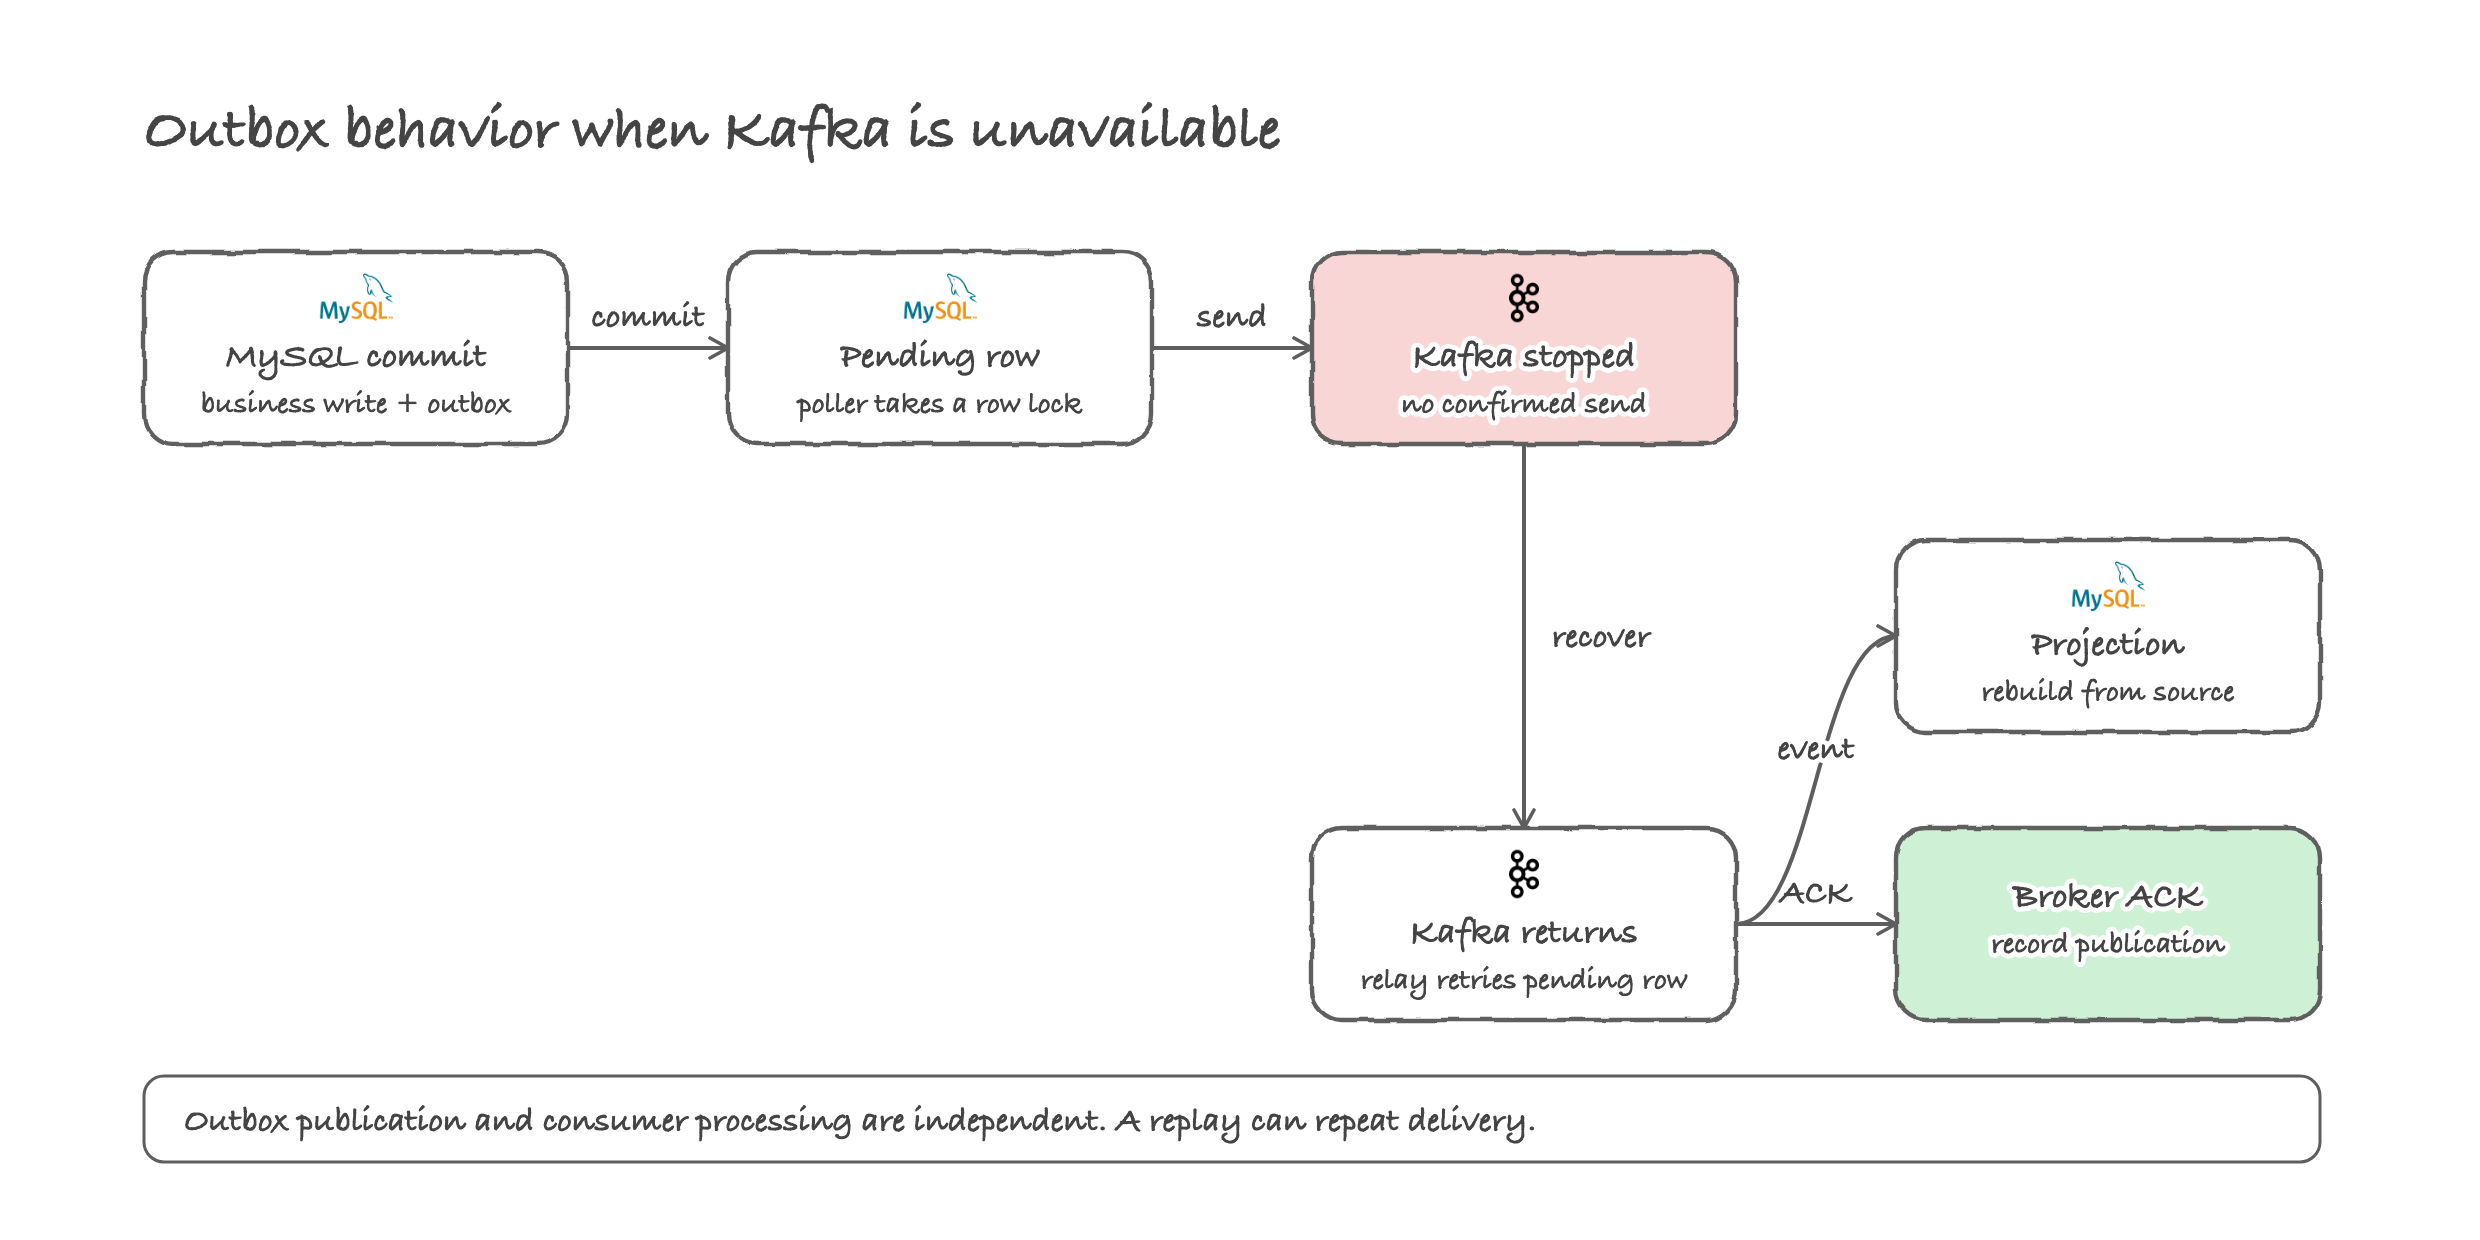 Outbox behavior when Kafka is unavailable
MySQL
MySQL commit
business write + outbox
commit
MySQL
Pending row
poller takes a row lock
send
Kafka stopped
no confirmed send
recover
MySQL
Projection
rebuild from source
event
Kafka returns
relay retries pending row
ACK
Broker ACK
record publication
Outbox publication and consumer processing are independent. A replay can repeat delivery.